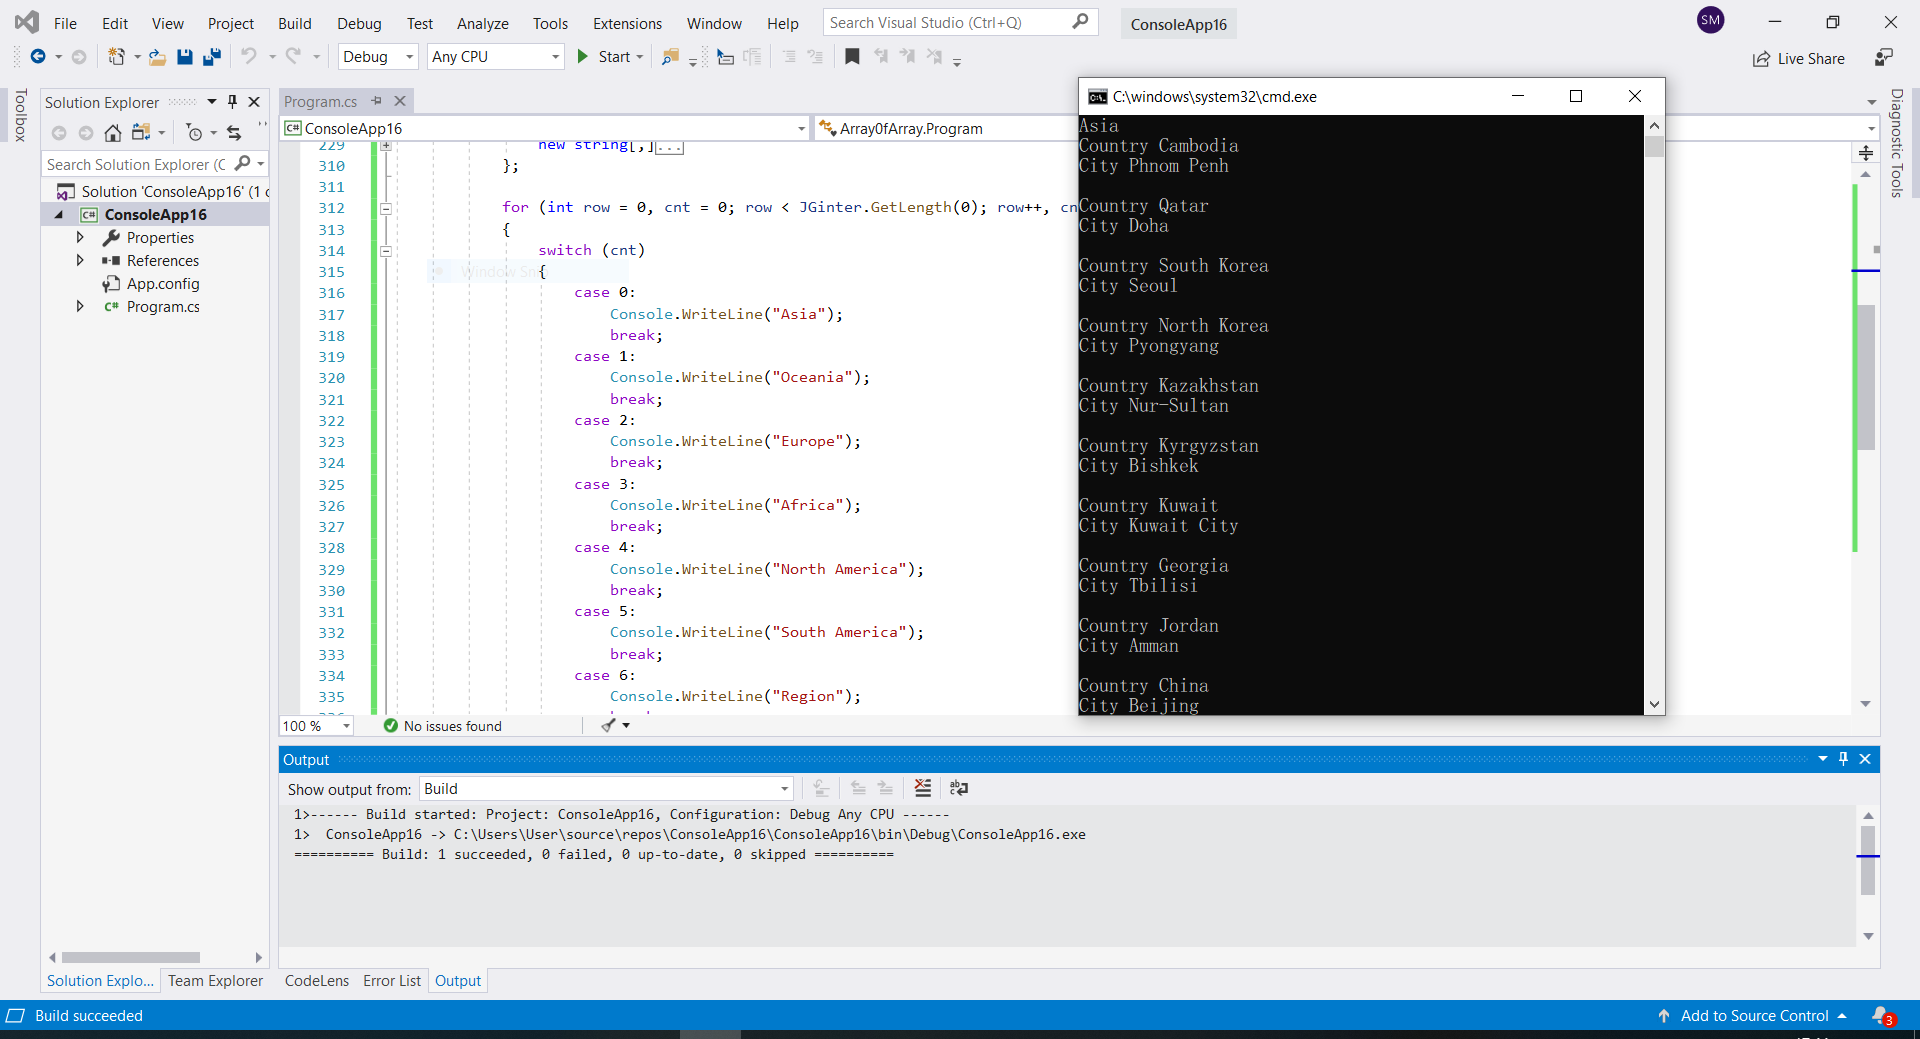 File Edit View Project Build Debug Test Analyze Tools Extensions Window Help Search Visual Studio (Ctrl+Q) ConsoleApp16 SM
Debug Any CPU Start Live Share
Toolbox
Solution Explorer
Search Solution Explorer (C
Solution 'ConsoleApp16' (1 c
C# ConsoleApp16
Properties
References
App.config
C# Program.cs
Solution Explo... Team Explorer
Program.cs
C# ConsoleApp16
Array0fArray.Program
229 new string[,]...
310 };
311
312 for (int row = 0, cnt = 0; row < JGinter.GetLength(0); row++, cn
313 {
314 switch (cnt)
315 {
316 case 0:
317 Console.WriteLine("Asia");
318 break;
319 case 1:
320 Console.WriteLine("Oceania");
321 break;
322 case 2:
323 Console.WriteLine("Europe");
324 break;
325 case 3:
326 Console.WriteLine("Africa");
327 break;
328 case 4:
329 Console.WriteLine("North America");
330 break;
331 case 5:
332 Console.WriteLine("South America");
333 break;
334 case 6:
335 Console.WriteLine("Region");
100 % No issues found
C:\windows\system32\cmd.exe
Asia
Country Cambodia
City Phnom Penh
Country Qatar
City Doha
Country South Korea
City Seoul
Country North Korea
City Pyongyang
Country Kazakhstan
City Nur-Sultan
Country Kyrgyzstan
City Bishkek
Country Kuwait
City Kuwait City
Country Georgia
City Tbilisi
Country Jordan
City Amman
Country China
City Beijing
Diagnostic Tools
Output
Show output from: Build
1>------ Build started: Project: ConsoleApp16, Configuration: Debug Any CPU ------
1>  ConsoleApp16 -> C:\Users\User\source\repos\ConsoleApp16\ConsoleApp16\bin\Debug\ConsoleApp16.exe
========== Build: 1 succeeded, 0 failed, 0 up-to-date, 0 skipped ==========
CodeLens Error List Output
Build succeeded
Add to Source Control 3